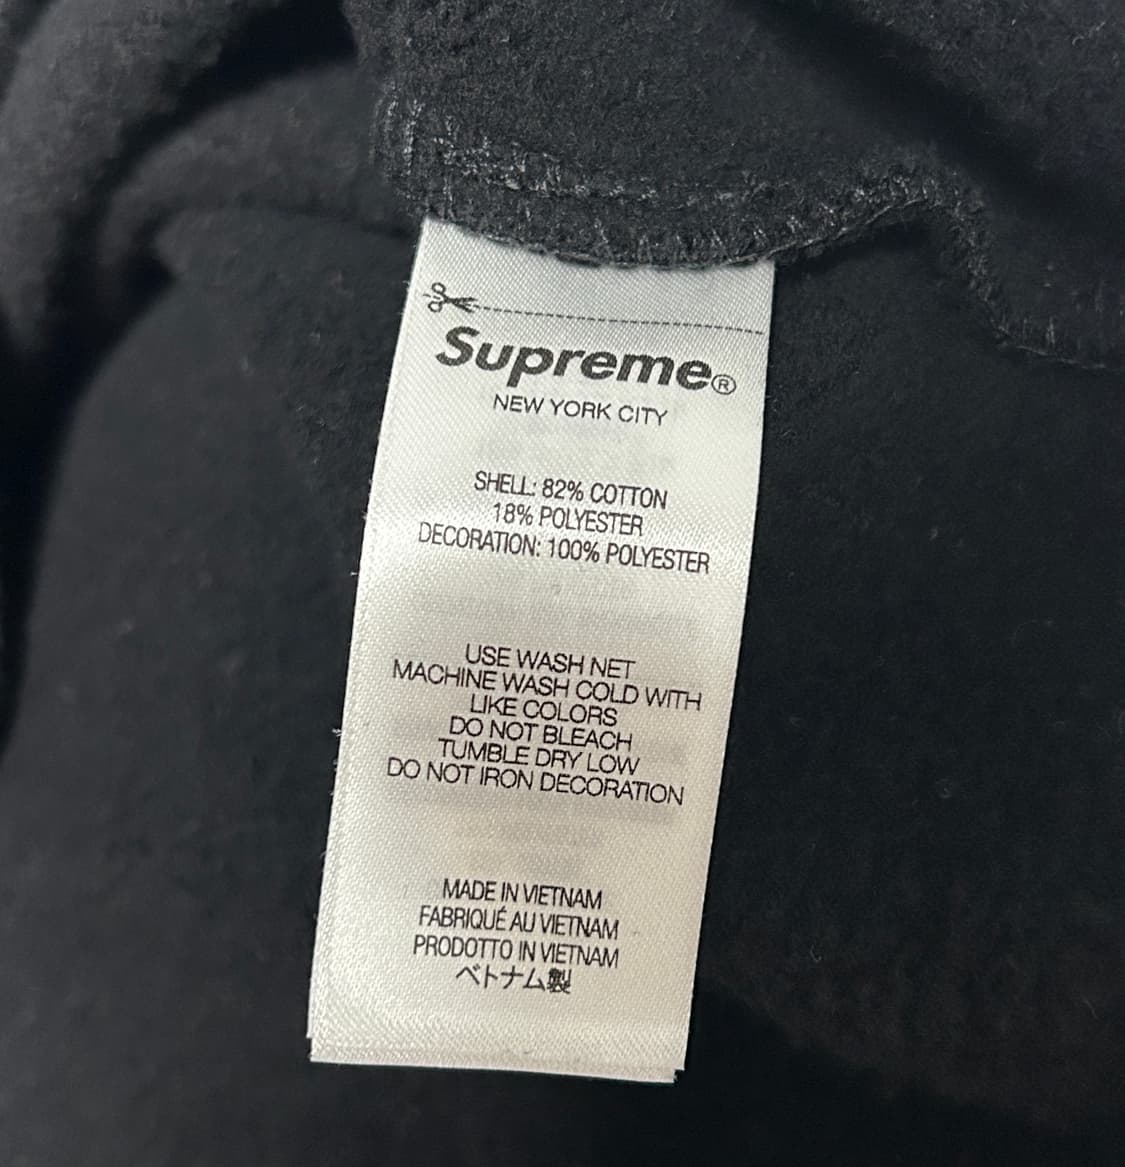 Supreme®
NEW YORK CITY
SHELL: 82% COTTON
18% POLYESTER
DECORATION: 100% POLYESTER
USE WASH NET
MACHINE WASH COLD WITH
LIKE COLORS
DO NOT BLEACH
TUMBLE DRY LOW
DO NOT IRON DECORATION
MADE IN VIETNAM
FABRIQUÉ AU VIETNAM
PRODOTTO IN VIETNAM
ベトナム製